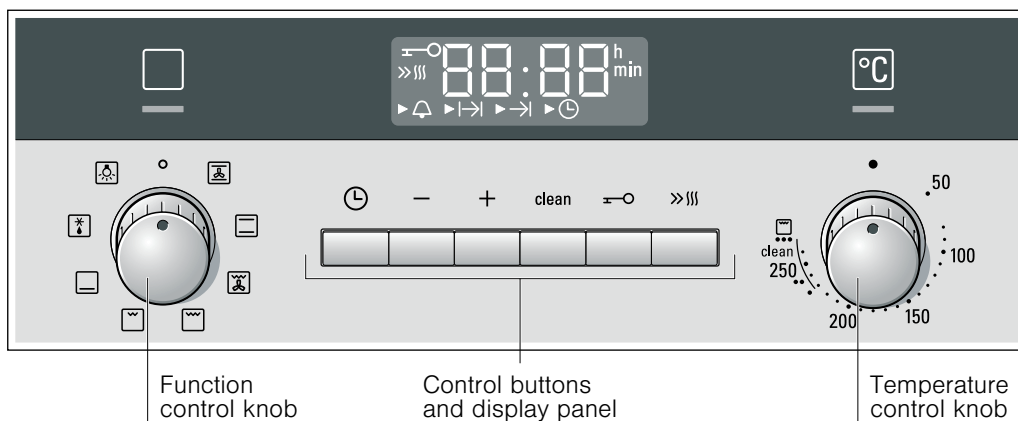 88:88 h
min
°C
clean
50
100
150
200
250
clean
Function
control knob
Control buttons
and display panel
Temperature
control knob